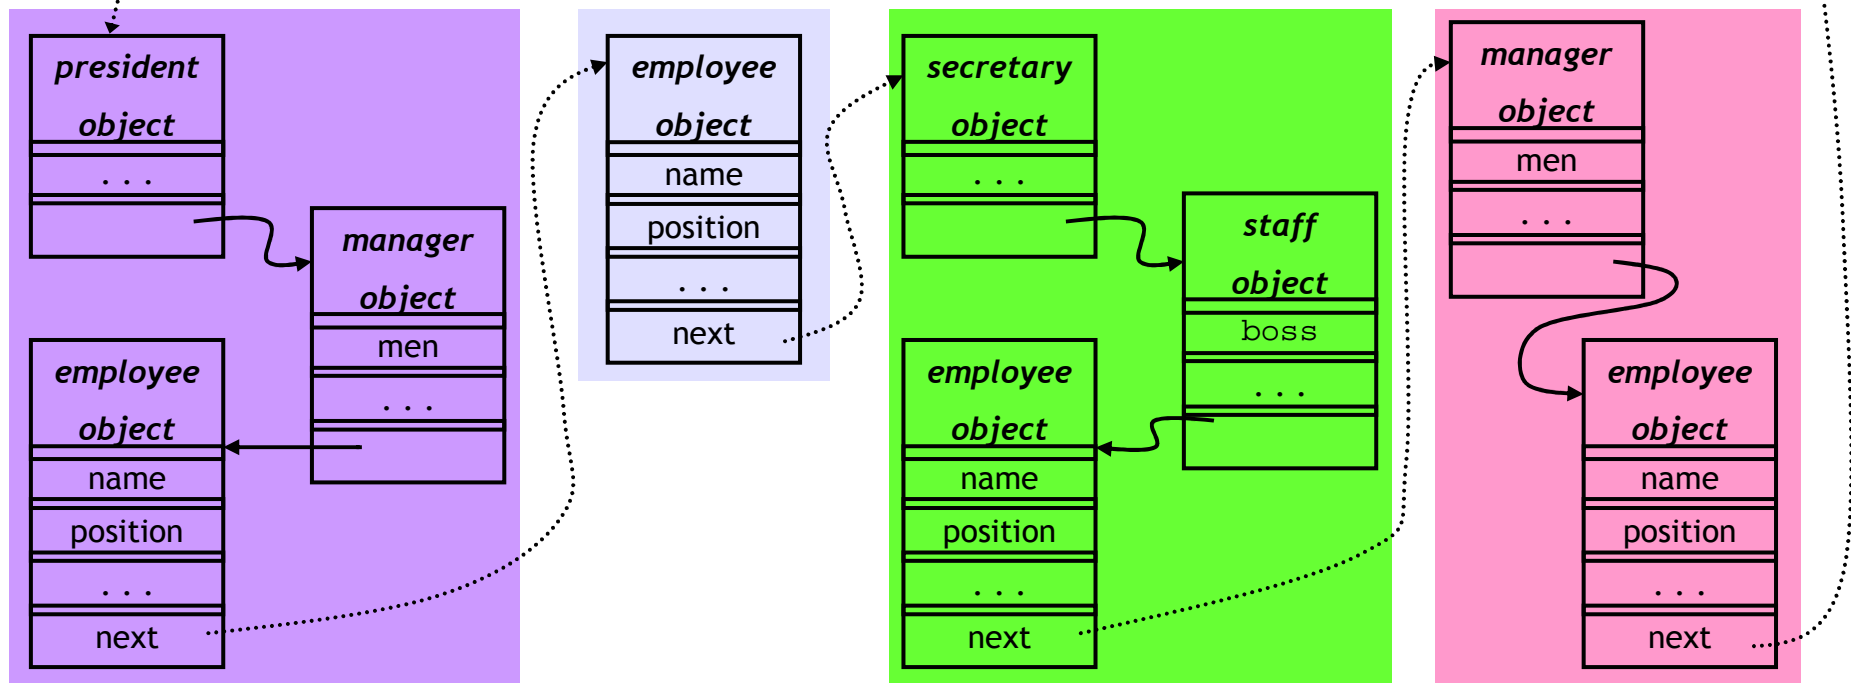 president
object
. . .
manager
object
men
. . .
employee
object
name
position
. . .
next
employee
object
name
position
. . .
next
secretary
object
. . .
staff
object
boss
. . .
employee
object
name
position
. . .
next
manager
object
men
. . .
employee
object
name
position
. . .
next